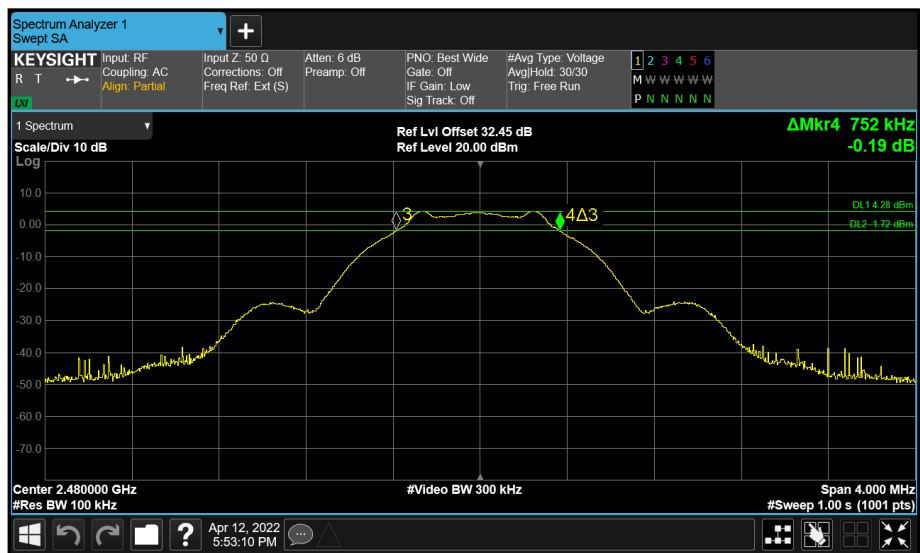 Spectrum Analyzer 1
Swept SA
KEYSIGHT
R T
LXI
Input: RF
Coupling: AC
Align: Partial
Input Z: 50 Ω
Corrections: Off
Freq Ref: Ext (S)
Atten: 6 dB
Preamp: Off
PNO: Best Wide
Gate: Off
IF Gain: Low
Sig Track: Off
#Avg Type: Voltage
Avg|Hold: 30/30
Trig: Free Run
1 2 3 4 5 6
M W W W W W
P N N N N N
1 Spectrum
Scale/Div 10 dB
Log
Ref Lvl Offset 32.45 dB
Ref Level 20.00 dBm
ΔMkr4 752 kHz
-0.19 dB
10.0
0.00
-10.0
-20.0
-30.0
-40.0
-50.0
-60.0
-70.0
3
4Δ3
DL1 4.28 dBm
DL2 -1.72 dBm
Center 2.480000 GHz
#Res BW 100 kHz
#Video BW 300 kHz
Span 4.000 MHz
#Sweep 1.00 s (1001 pts)
Apr 12, 2022
5:53:10 PM